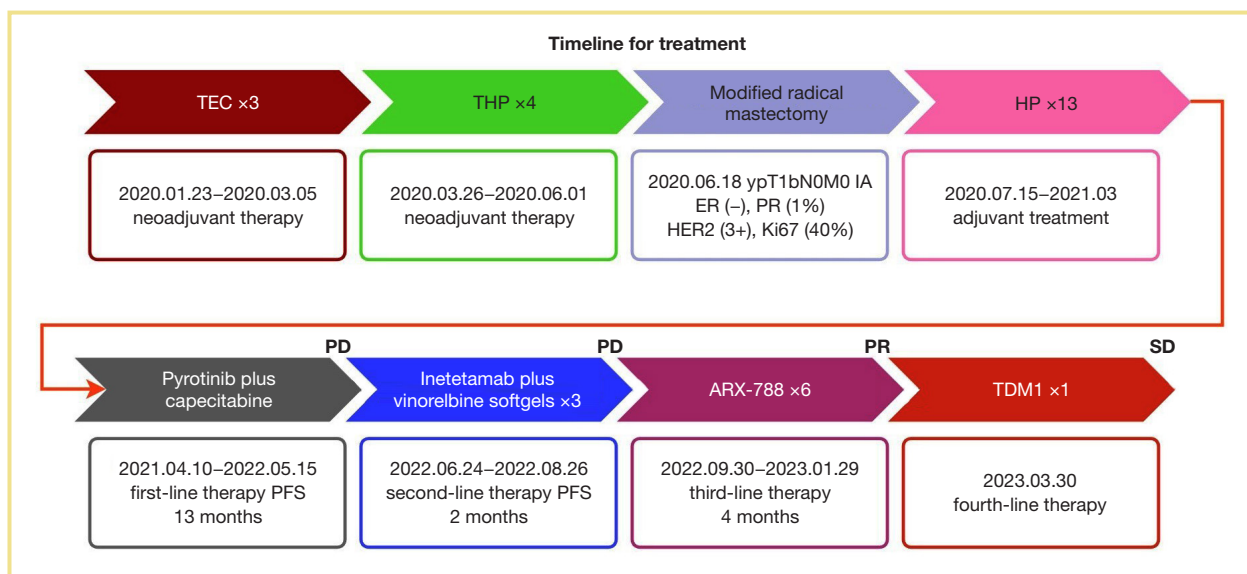 Timeline for treatment
TEC ×3
THP ×4
Modified radical
mastectomy
HP ×13
2020.01.23–2020.03.05
neoadjuvant therapy
2020.03.26–2020.06.01
neoadjuvant therapy
2020.06.18 ypT1bN0M0 IA
ER (–), PR (1%)
HER2 (3+), Ki67 (40%)
2020.07.15–2021.03
adjuvant treatment
PD
PD
PR
SD
Pyrotinib plus
capecitabine
Inetetamab plus
vinorelbine softgels ×3
ARX-788 ×6
TDM1 ×1
2021.04.10–2022.05.15
first-line therapy PFS
13 months
2022.06.24–2022.08.26
second-line therapy PFS
2 months
2022.09.30–2023.01.29
third-line therapy
4 months
2023.03.30
fourth-line therapy